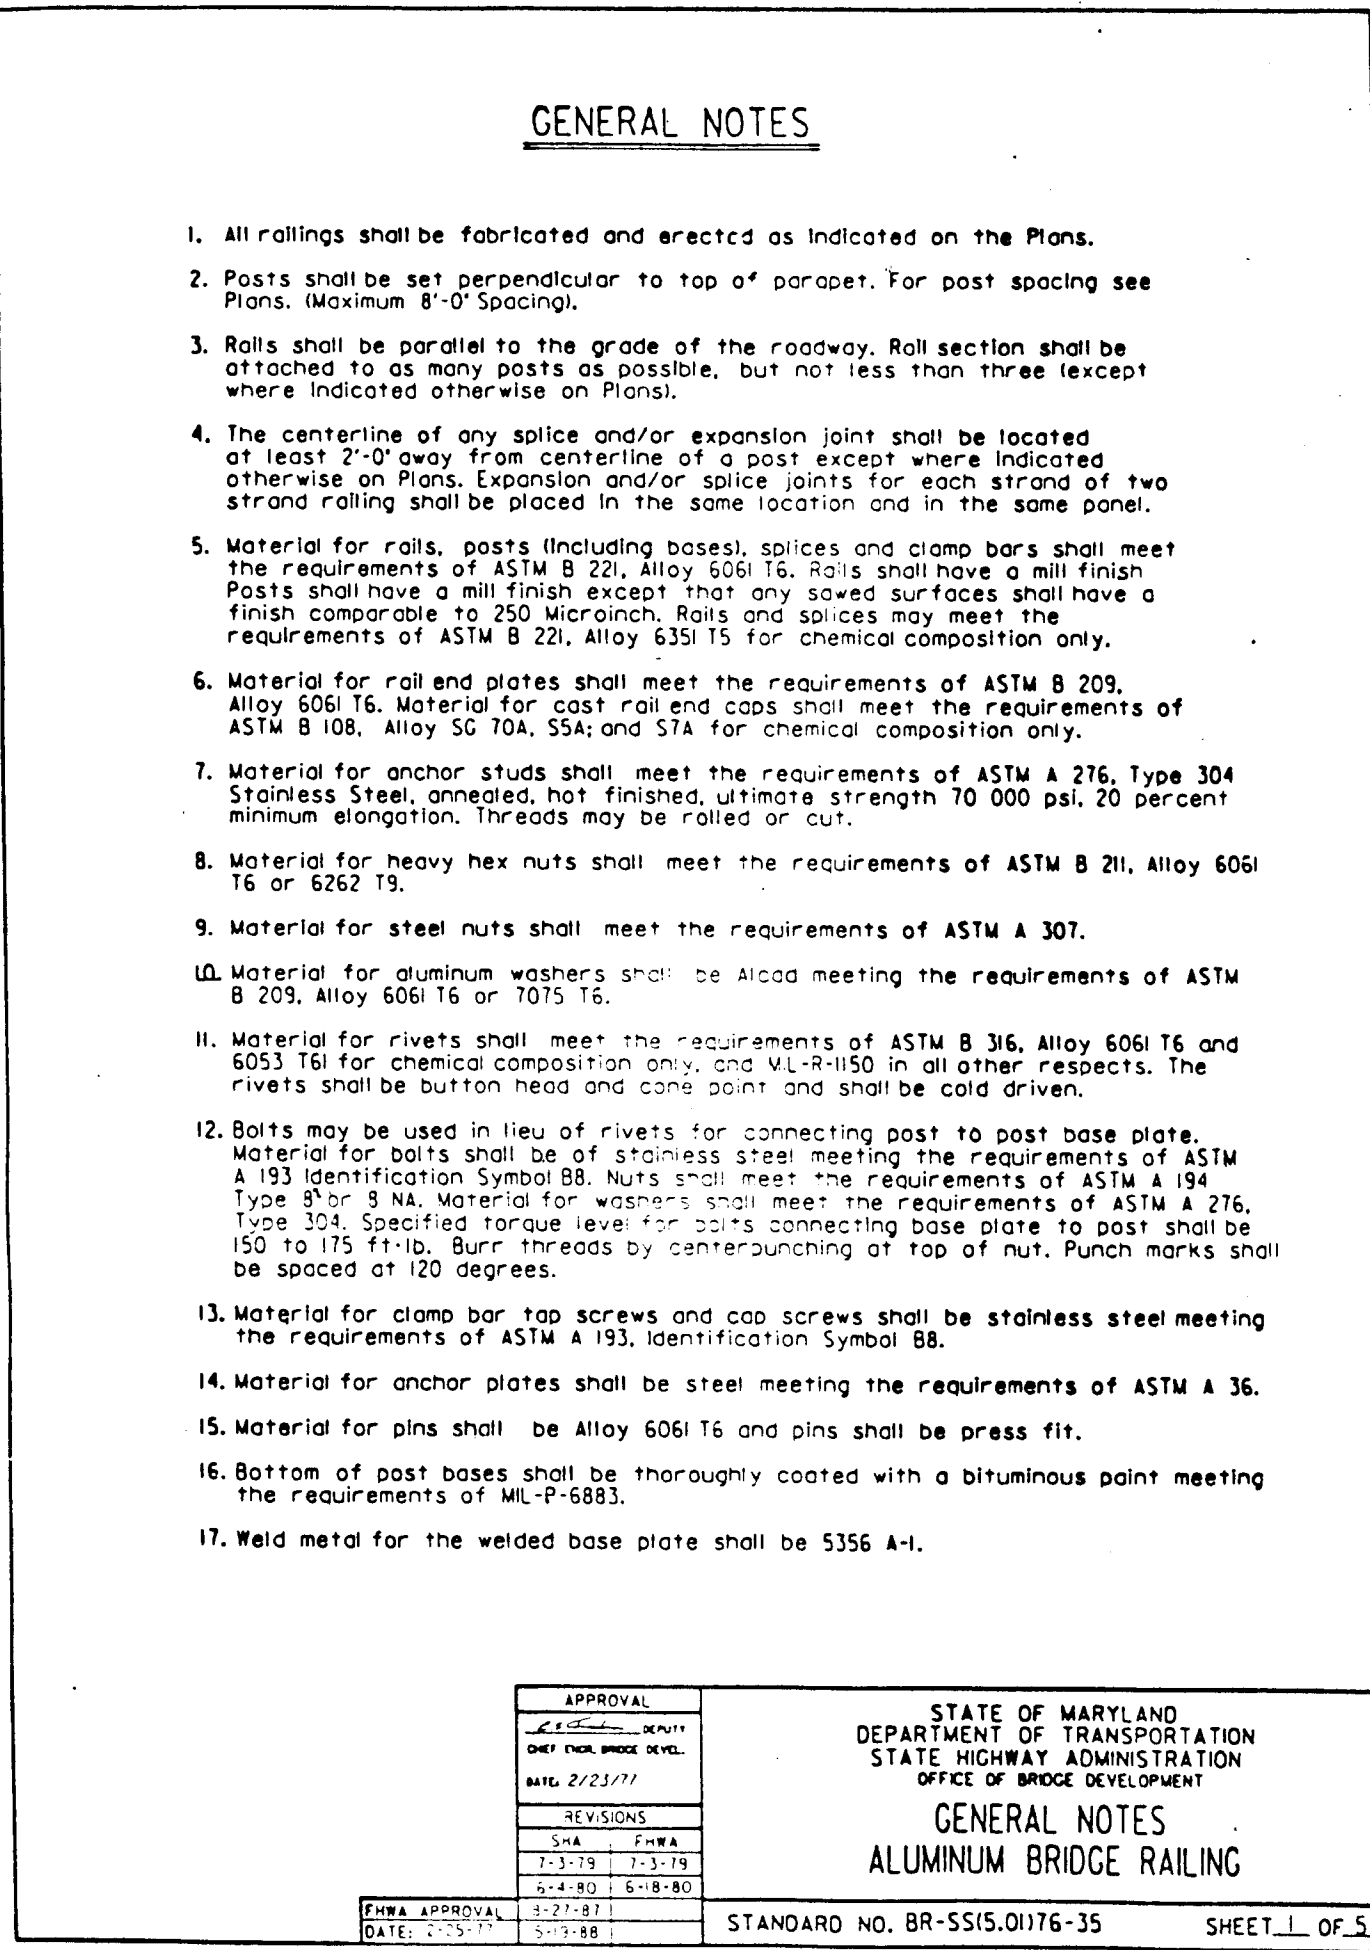 GENERAL NOTES
1. All railings shall be fabricated and erected as indicated on the Plans.
2. Posts shall be set perpendicular to top of parapet. For post spacing see
Plans. (Maximum 8'-0" Spacing).
3. Rails shall be parallel to the grade of the roadway. Rail section shall be
attached to as many posts as possible, but not less than three (except
where indicated otherwise on Plans).
4. The centerline of any splice and/or expansion joint shall be located
at least 2'-0" away from centerline of a post except where indicated
otherwise on Plans. Expansion and/or splice joints for each strand of two
strand railing shall be placed in the same location and in the same panel.
5. Material for rails, posts (including bases), splices and clamp bars shall meet
the requirements of ASTM B 221, Alloy 6061 T6. Rails shall have a mill finish
Posts shall have a mill finish except that any sawed surfaces shall have a
finish comparable to 250 Microinch. Rails and splices may meet the
requirements of ASTM B 221, Alloy 6351 T5 for chemical composition only.
6. Material for rail end plates shall meet the requirements of ASTM B 209,
Alloy 6061 T6. Material for cast rail end caps shall meet the requirements of
ASTM B 108, Alloy SG 70A, S5A; and S7A for chemical composition only.
7. Material for anchor studs shall meet the requirements of ASTM A 276, Type 304
Stainless Steel, annealed, hot finished, ultimate strength 70 000 psi, 20 percent
minimum elongation. Threads may be rolled or cut.
8. Material for heavy hex nuts shall meet the requirements of ASTM B 211, Alloy 6061
T6 or 6262 T9.
9. Material for steel nuts shall meet the requirements of ASTM A 307.
Material for aluminum washers shall be Alcad meeting the requirements of ASTM
B 209, Alloy 6061 T6 or 7075 T6.
11. Material for rivets shall meet the requirements of ASTM B 316, Alloy 6061 T6 and
6053 T61 for chemical composition only, and MIL-R-1150 in all other respects. The
rivets shall be button head and cone point and shall be cold driven.
12. Bolts may be used in lieu of rivets for connecting post to post base plate.
Material for bolts shall be of stainless steel meeting the requirements of ASTM
A 193 Identification Symbol B8. Nuts shall meet the requirements of ASTM A 194
Type 8 or 8 NA. Material for washers shall meet the requirements of ASTM A 276,
Type 304. Specified torque level for bolts connecting base plate to post shall be
150 to 175 ft·lb. Burr threads by centerpunching at top of nut. Punch marks shall
be spaced at 120 degrees.
13. Material for clamp bar tap screws and cap screws shall be stainless steel meeting
the requirements of ASTM A 193, Identification Symbol B8.
14. Material for anchor plates shall be steel meeting the requirements of ASTM A 36.
15. Material for pins shall be Alloy 6061 T6 and pins shall be press fit.
16. Bottom of post bases shall be thoroughly coated with a bituminous paint meeting
the requirements of MIL-P-6883.
17. Weld metal for the welded base plate shall be 5356 A-1.
APPROVAL
DEPUTY
CHIEF ENGR. BRIDGE DEVEL.
DATE: 2/23/77
REVISIONS
SHA FHWA
7-3-79 7-3-79
6-4-80 6-18-80
FHWA APPROVAL
DATE: 2-25-77
STATE OF MARYLAND
DEPARTMENT OF TRANSPORTATION
STATE HIGHWAY ADMINISTRATION
OFFICE OF BRIDGE DEVELOPMENT
GENERAL NOTES
ALUMINUM BRIDGE RAILING
STANDARD NO. BR-SS(5.01)76-35
SHEET 1 OF 5